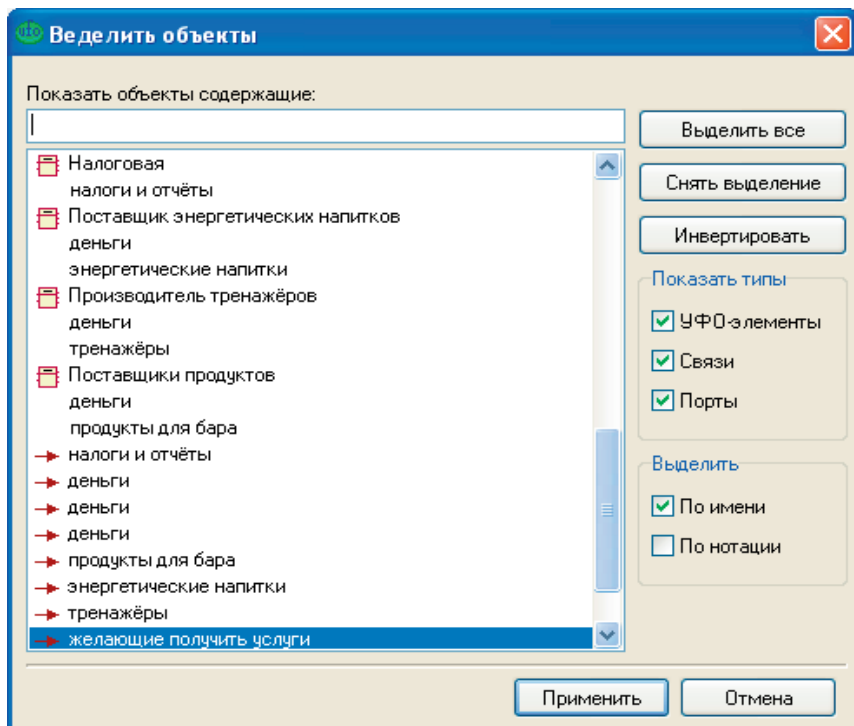 ufo
Веделить объекты
Показать объекты содержащие:
Выделить все
Налоговая
Снять выделение
налоги и отчёты
Поставщик энергетических напитков
Инвертировать
деньги
энергетические напитки
Показать типы
Производитель тренажёров
деньги
УФО-элементы
тренажёры
Связи
Поставщики продуктов
деньги
Порты
продукты для бара
налоги и отчёты
Выделить
деньги
деньги
По имени
деньги
По нотации
продукты для бара
энергетические напитки
тренажёры
желающие получить услуги
Применить
Отмена